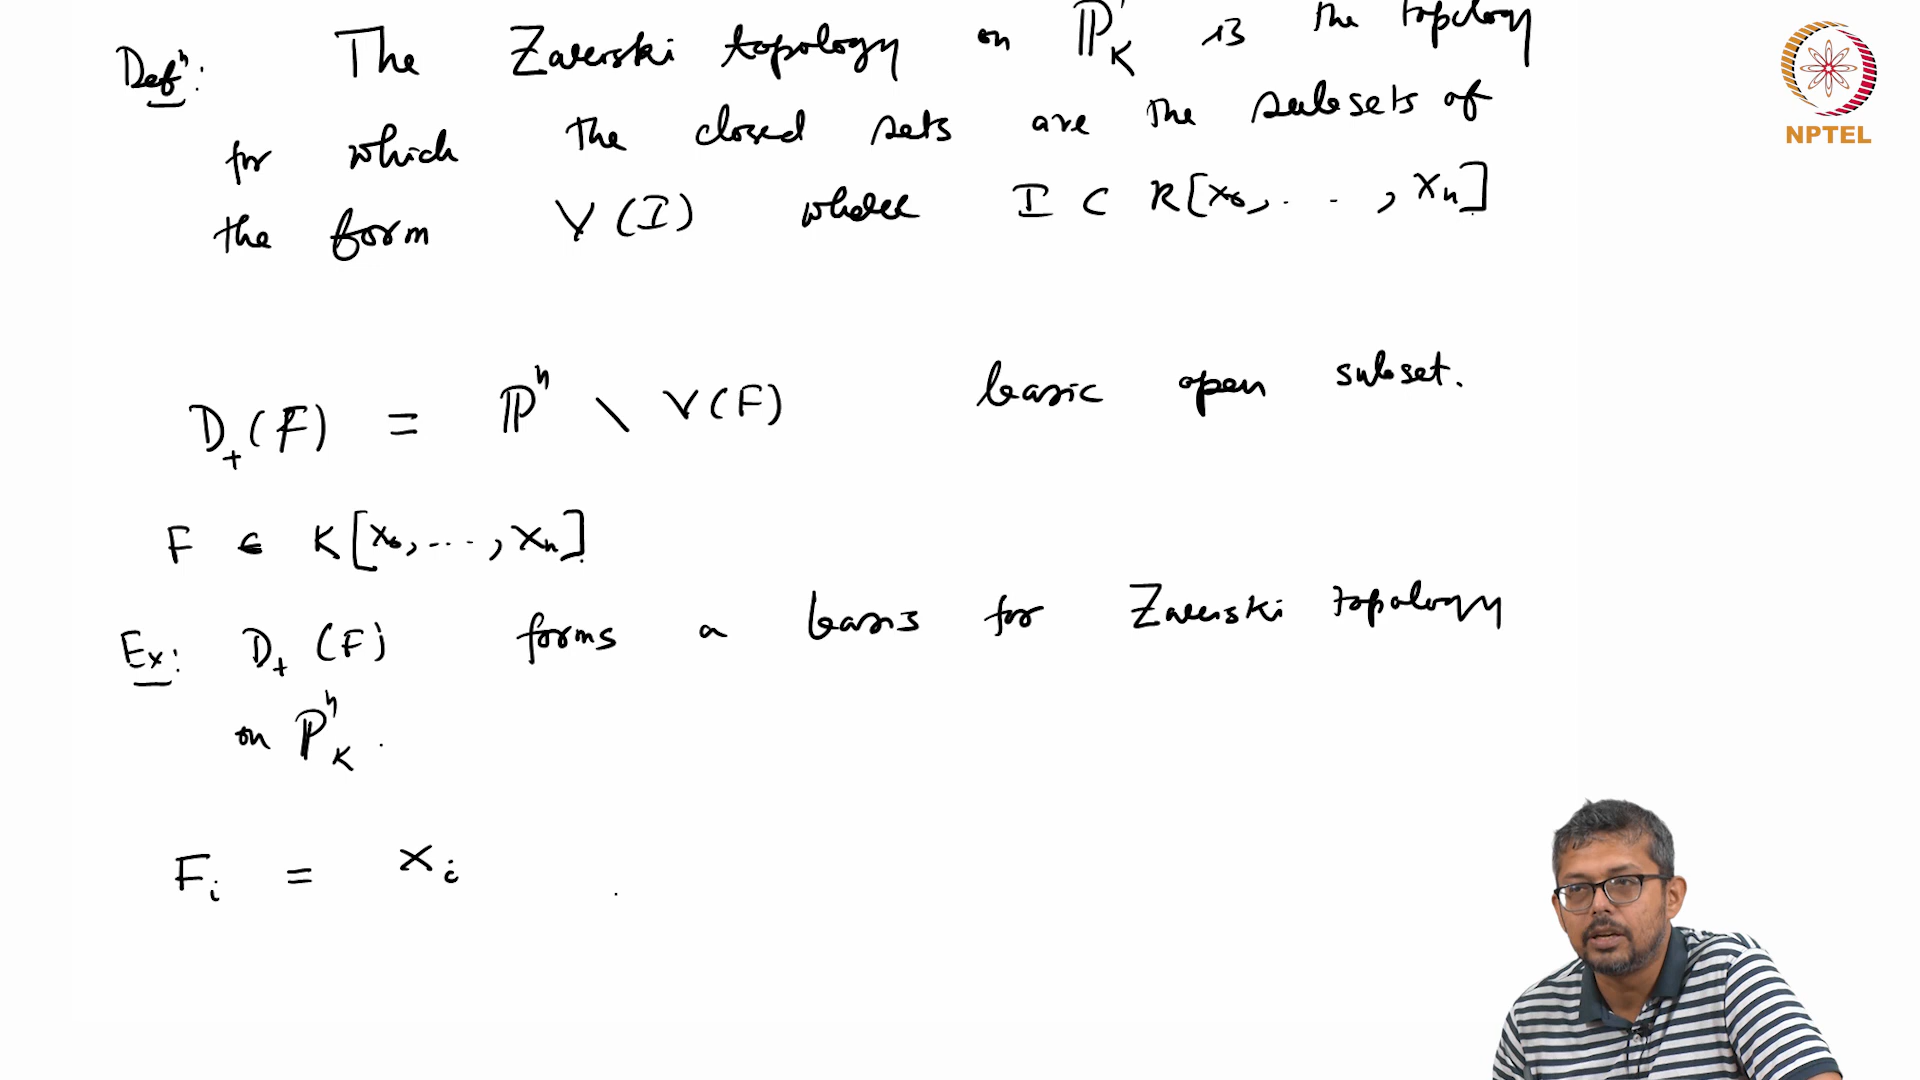 Defⁿ: The Zariski topology on ℙⁿ_K is the topology
for which the closed sets are the subsets of
the form V(I) where I ⊂ K[x₀, . . . , xₙ]
D₊(F) = ℙⁿ \ V(F) basic open subset.
F ∈ K[x₀, ..., xₙ]
Ex: D₊(F) forms a basis for Zariski topology
on ℙⁿ_K.
Fᵢ = xᵢ
NPTEL